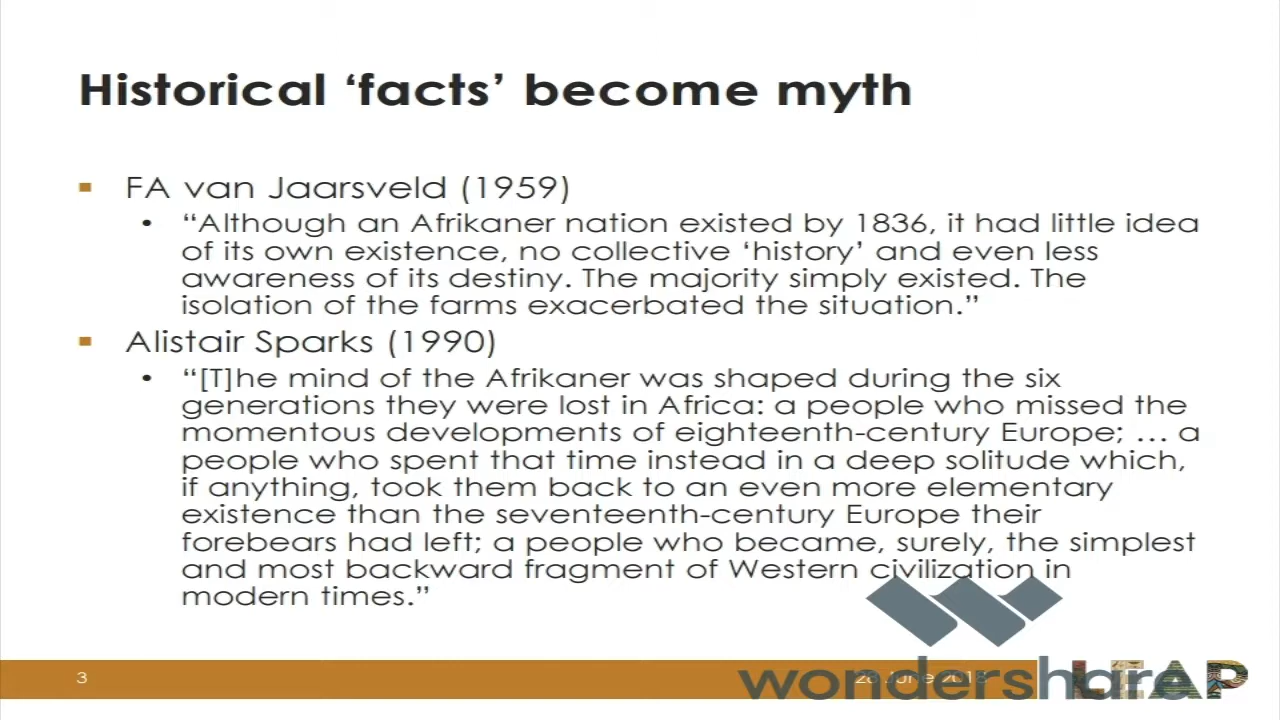 Historical ‘facts’ become myth
FA van Jaarsveld (1959)
“Although an Afrikaner nation existed by 1836, it had little idea
of its own existence, no collective ‘history’ and even less
awareness of its destiny. The majority simply existed. The
isolation of the farms exacerbated the situation.”
Alistair Sparks (1990)
“[T]he mind of the Afrikaner was shaped during the six
generations they were lost in Africa: a people who missed the
momentous developments of eighteenth-century Europe; … a
people who spent that time instead in a deep solitude which,
if anything, took them back to an even more elementary
existence than the seventeenth-century Europe their
forebears had left; a people who became, surely, the simplest
and most backward fragment of Western civilization in
modern times.”
3
June
wondershare
LEAP